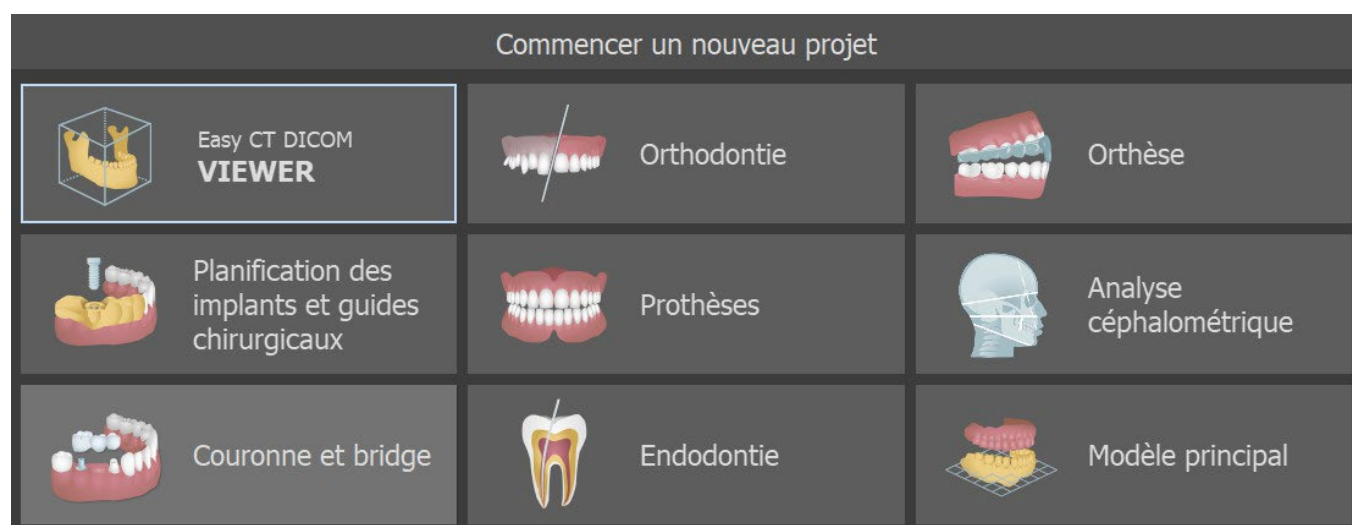 Commencer un nouveau projet
Easy CT DICOM
VIEWER
Orthodontie
Orthèse
Planification des
implants et guides
chirurgicaux
Prothèses
Analyse
céphalométrique
Couronne et bridge
Endodontie
Modèle principal